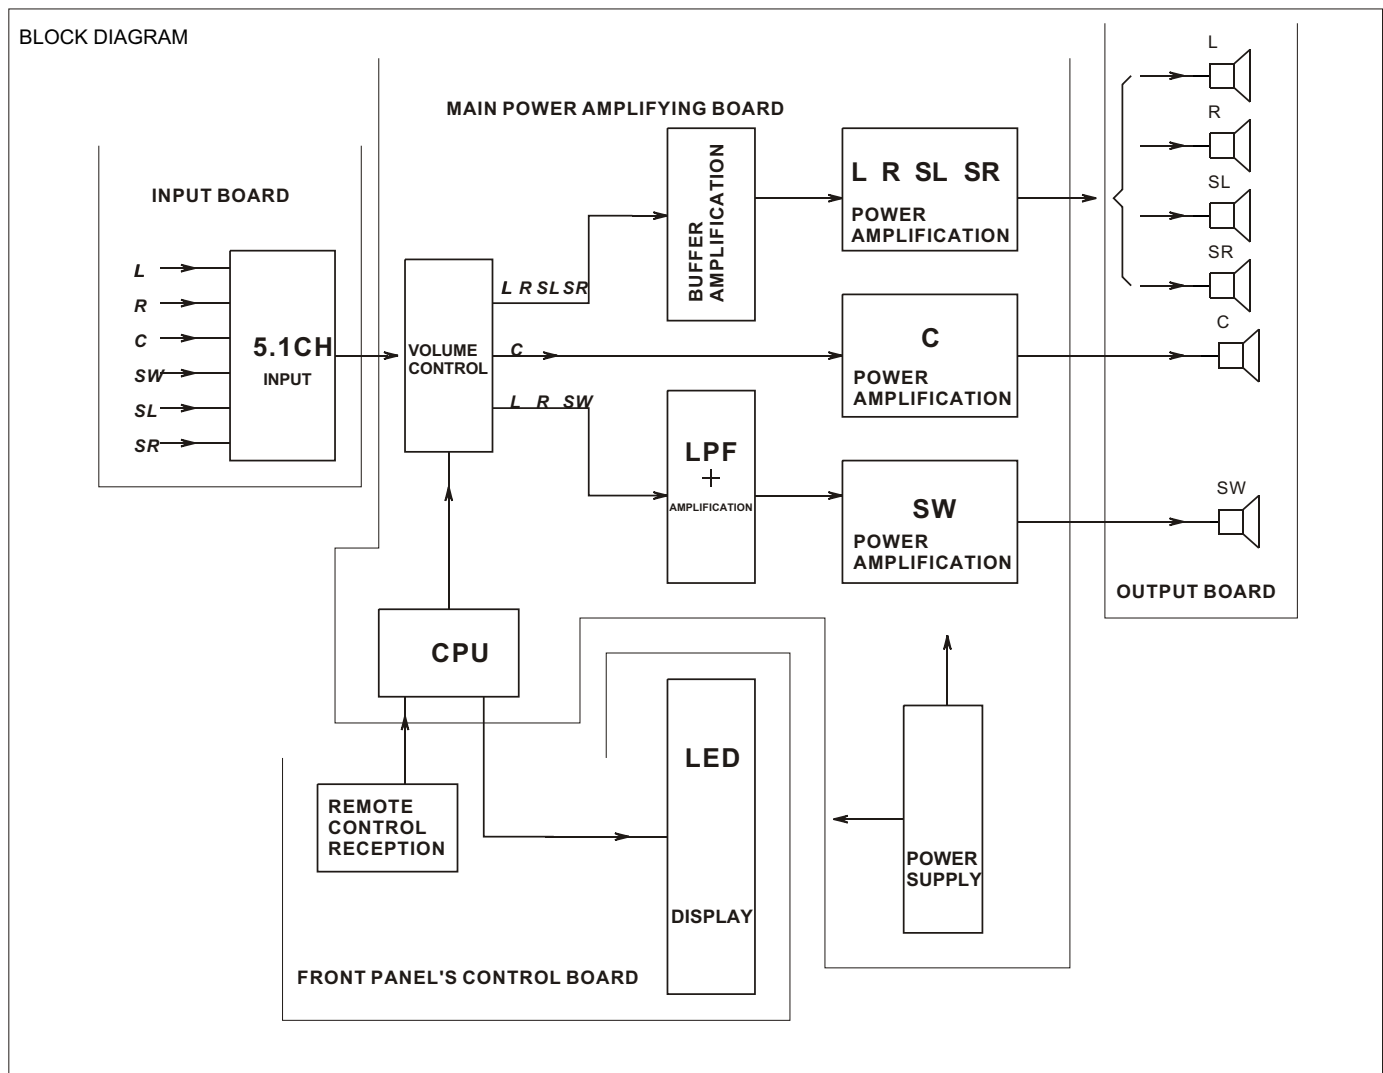 BLOCK DIAGRAM
MAIN POWER AMPLIFYING BOARD
INPUT BOARD
L
R
C
SW
SL
SR
5.1CH
INPUT
VOLUME
CONTROL
L R SL SR
C
L R SW
BUFFER
AMPLIFICATION
LPF
+
AMPLIFICATION
L R SL SR
POWER
AMPLIFICATION
C
POWER
AMPLIFICATION
SW
POWER
AMPLIFICATION
L
R
SL
SR
C
SW
OUTPUT BOARD
CPU
REMOTE
CONTROL
RECEPTION
LED
DISPLAY
POWER
SUPPLY
FRONT PANEL'S CONTROL BOARD